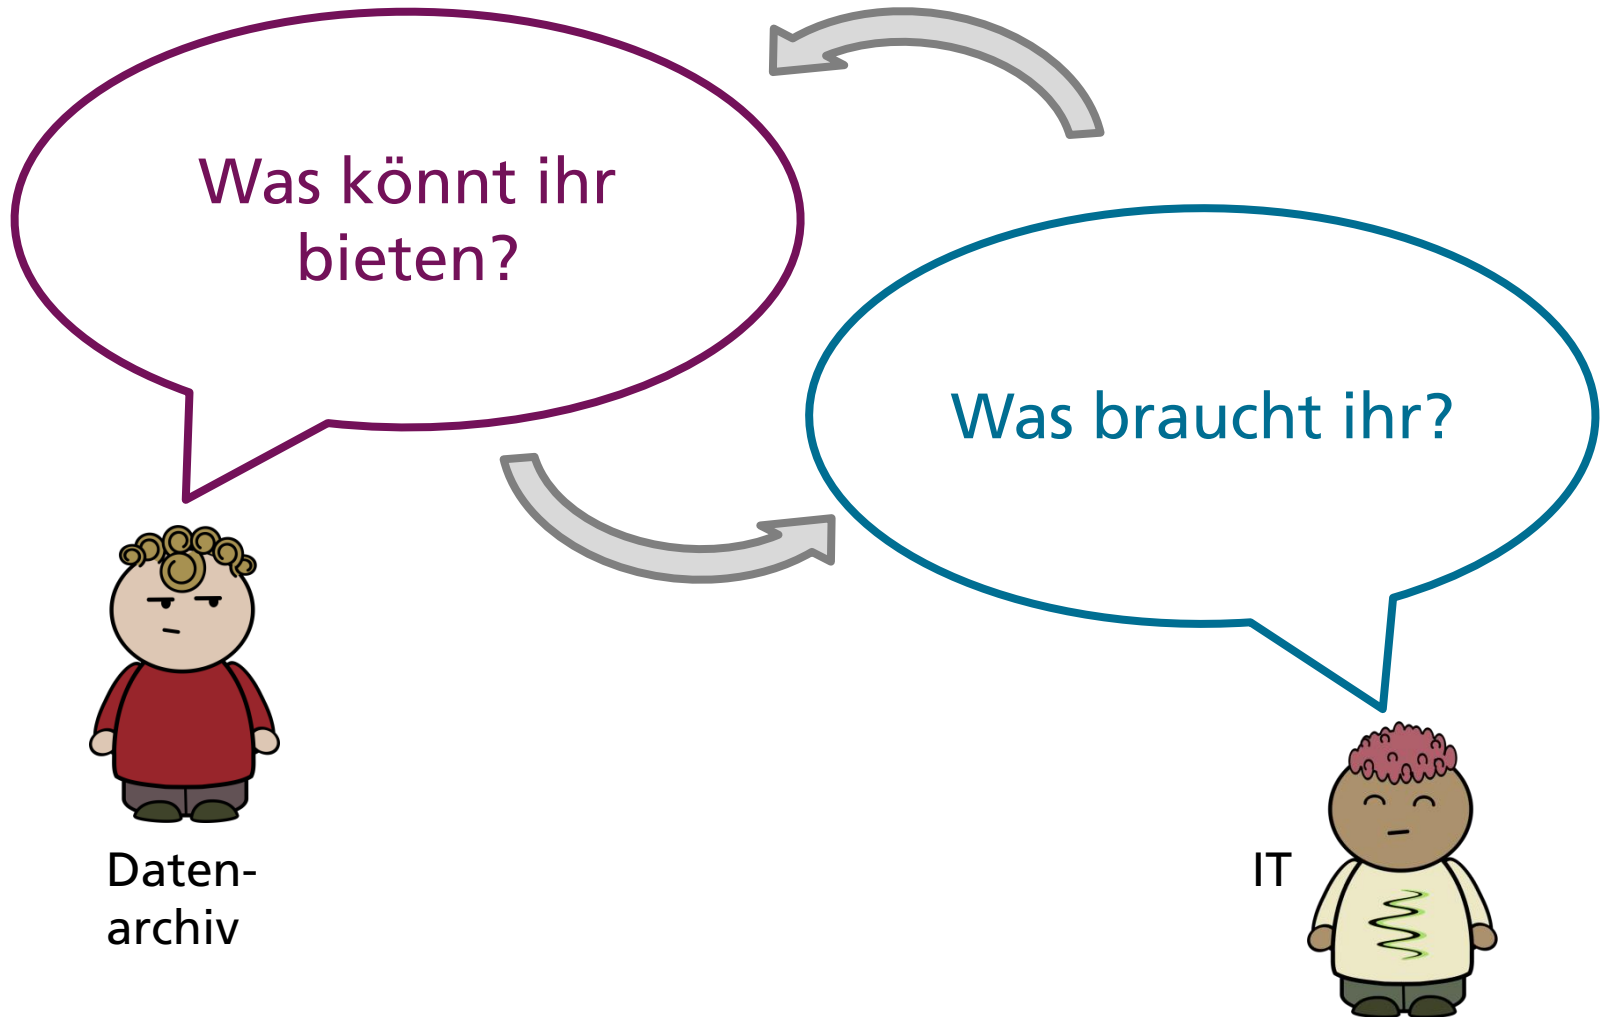 Was könnt ihr
bieten?
Was braucht ihr?
Daten-
archiv
IT